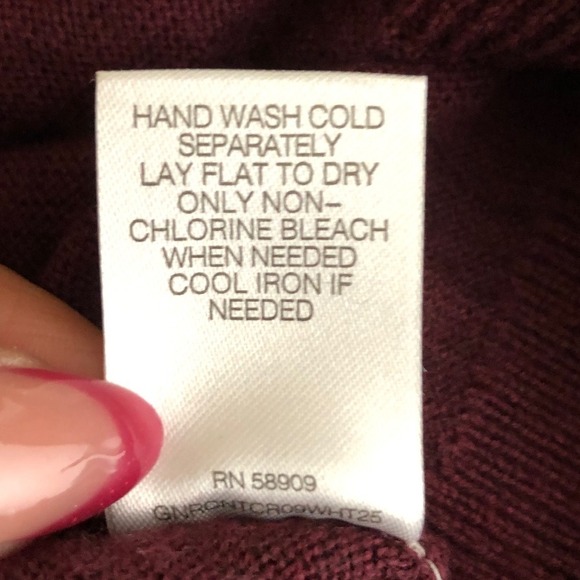 HAND WASH COLD
SEPARATELY
LAY FLAT TO DRY
ONLY NON-
CHLORINE BLEACH
WHEN NEEDED
COOL IRON IF
NEEDED
RN 58909
GNRCNTCR09WHT25